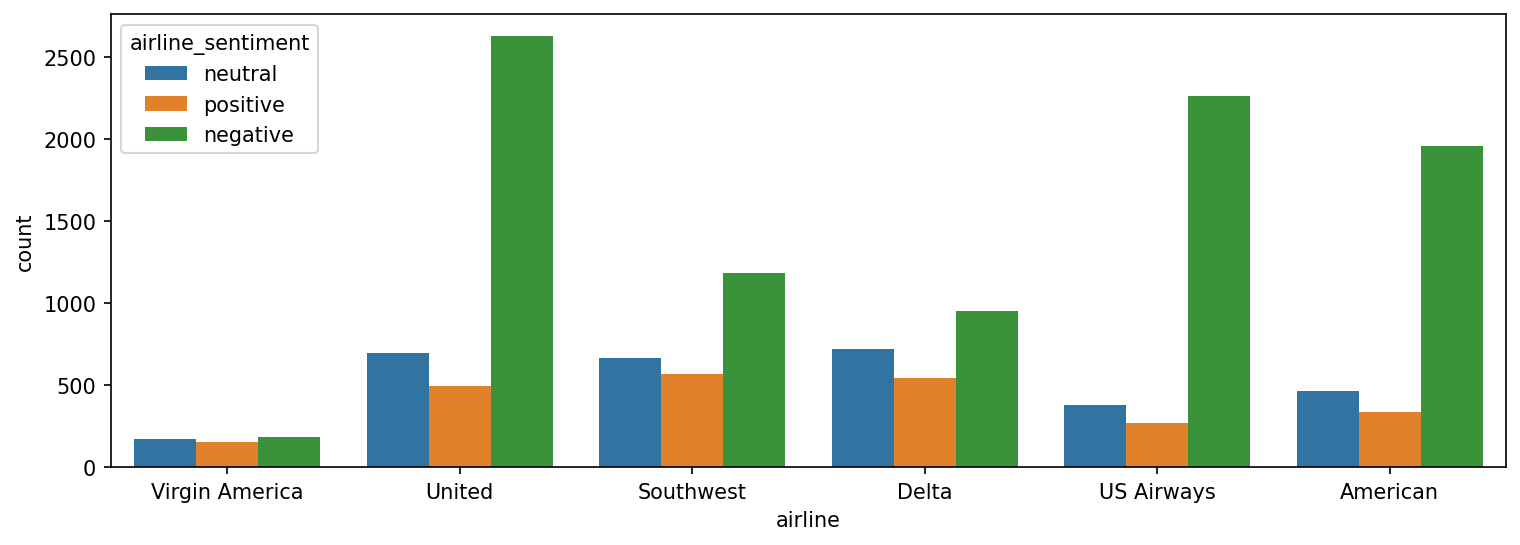 airline_sentiment
neutral
positive
negative
2500
2000
1500
1000
500
0
count
Virgin America United Southwest Delta US Airways American
airline